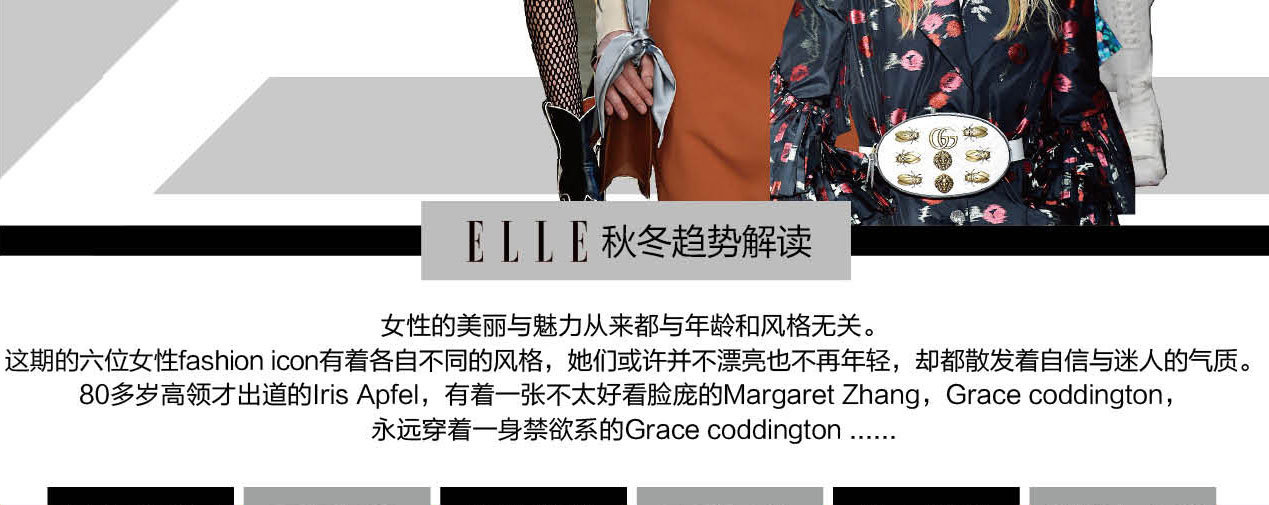 GG
ELLE 秋冬趋势解读
女性的美丽与魅力从来都与年龄和风格无关。
这期的六位女性fashion icon有着各自不同的风格，她们或许并不漂亮也不再年轻，却都散发着自信与迷人的气质。
80多岁高领才出道的Iris Apfel，有着一张不太好看脸庞的Margaret Zhang，Grace coddington，
永远穿着一身禁欲系的Grace coddington ......